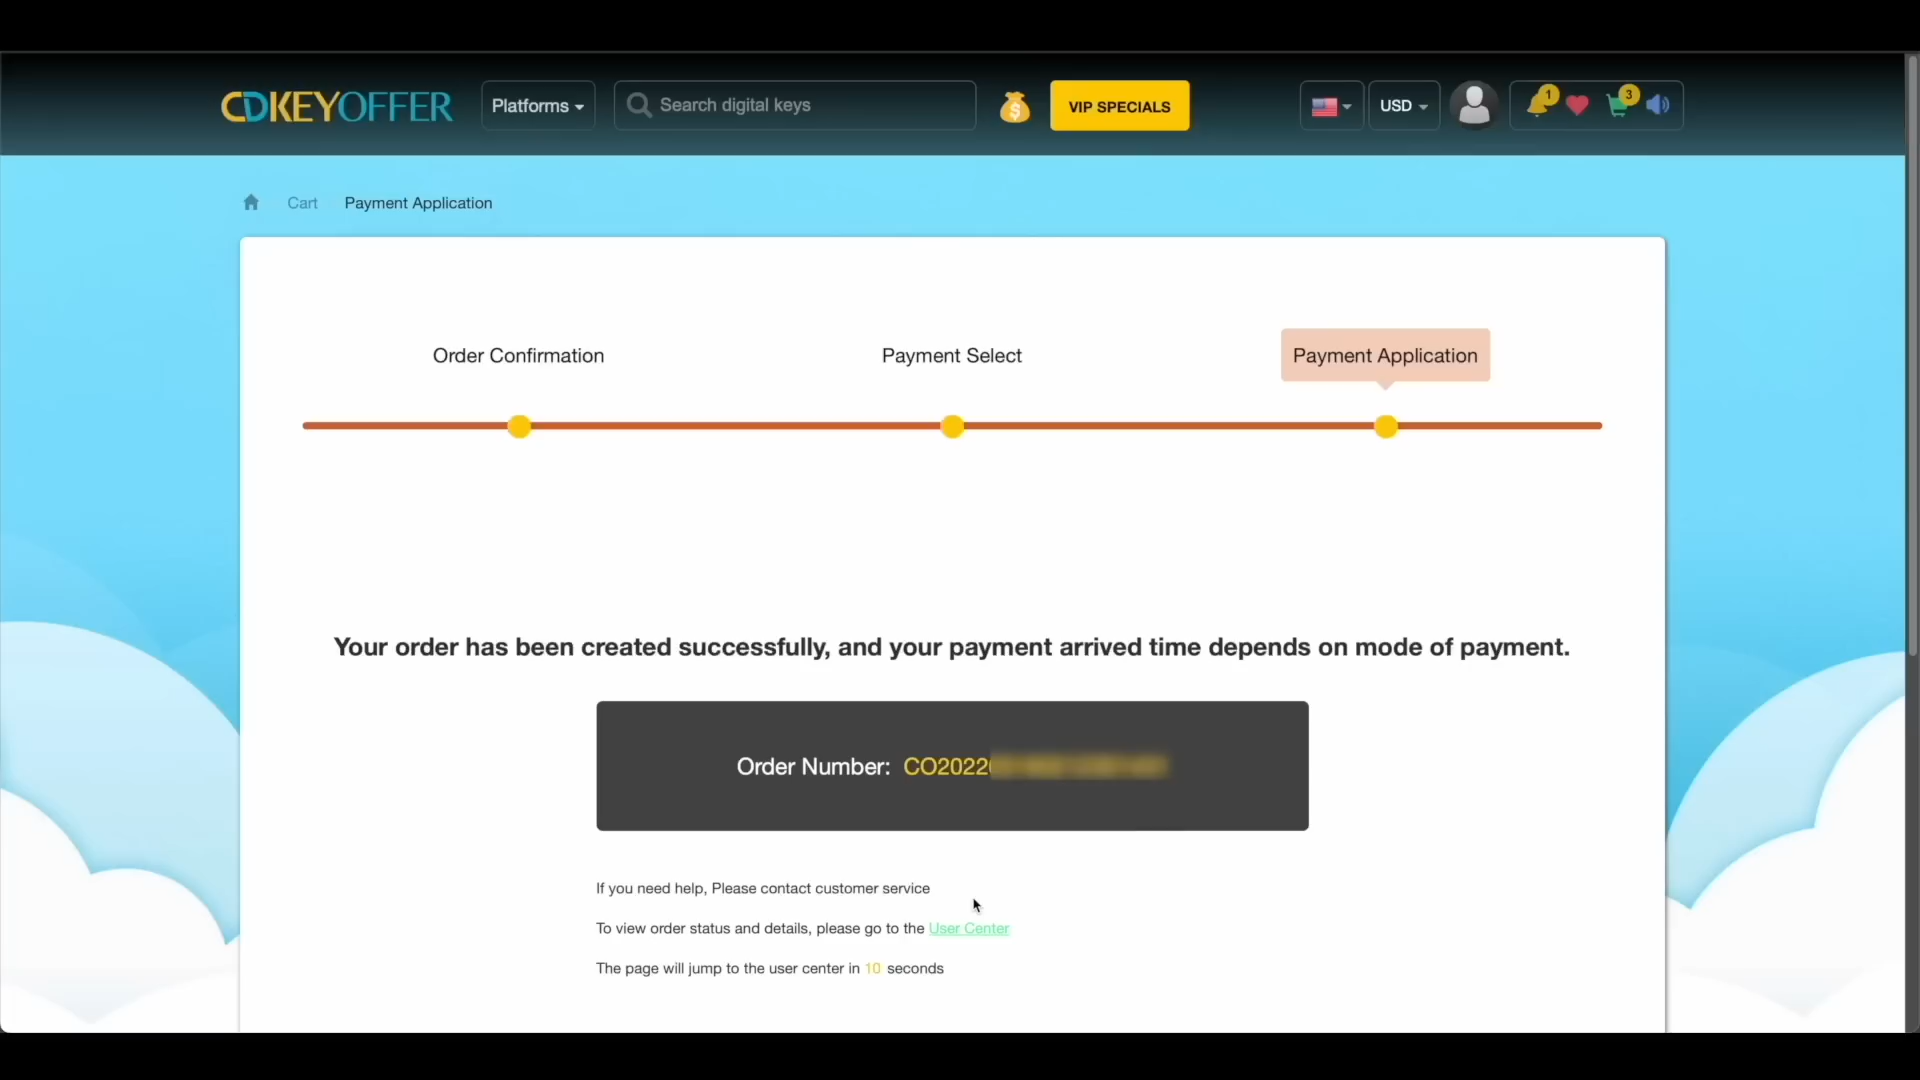 CDKEYOFFER
Platforms
Search digital keys
VIP SPECIALS
USD
1
3
Cart
Payment Application
Order Confirmation
Payment Select
Payment Application
Your order has been created successfully, and your payment arrived time depends on mode of payment.
Order Number: CO2022
If you need help, Please contact customer service
To view order status and details, please go to the User Center
The page will jump to the user center in 10 seconds